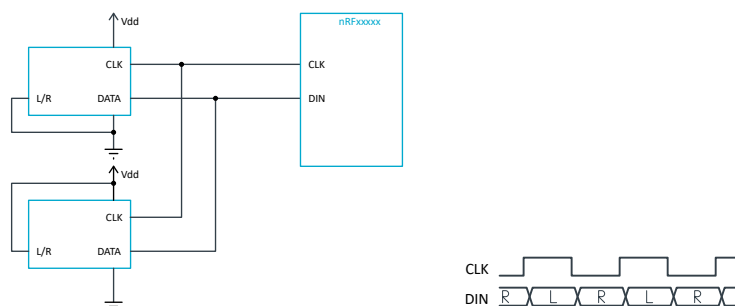 Vdd
nRFxxxxx
CLK
CLK
L/R
DATA
DIN
Vdd
CLK
L/R
DATA
CLK
DIN
R L R L R